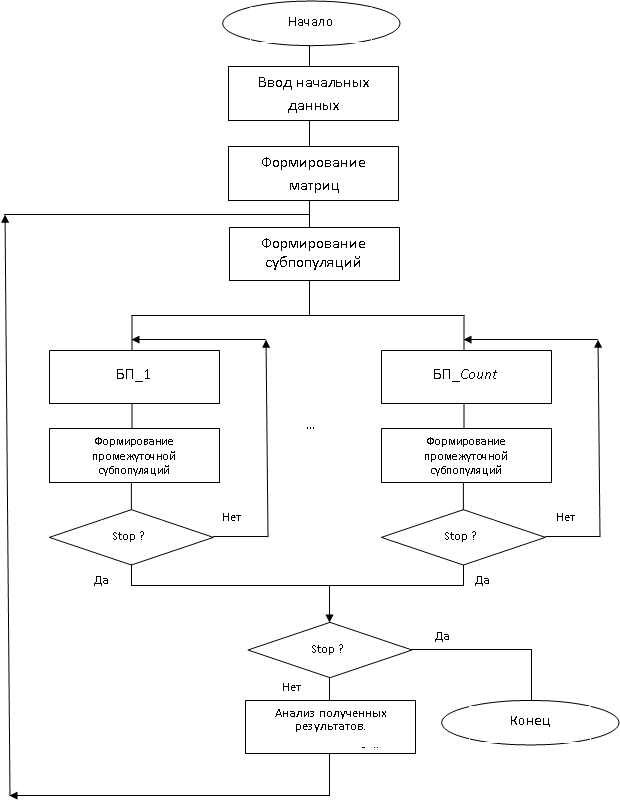 Начало
Ввод начальных
данных
Формирование
матриц
Формирование
субпопуляций
БП_1
БП_Count
...
Формирование
промежуточной
субпопуляций
Формирование
промежуточной
субпопуляций
Stop ?
Нет
Stop ?
Нет
Да
Да
Stop ?
Да
Нет
Анализ полученных
результатов.
Конец